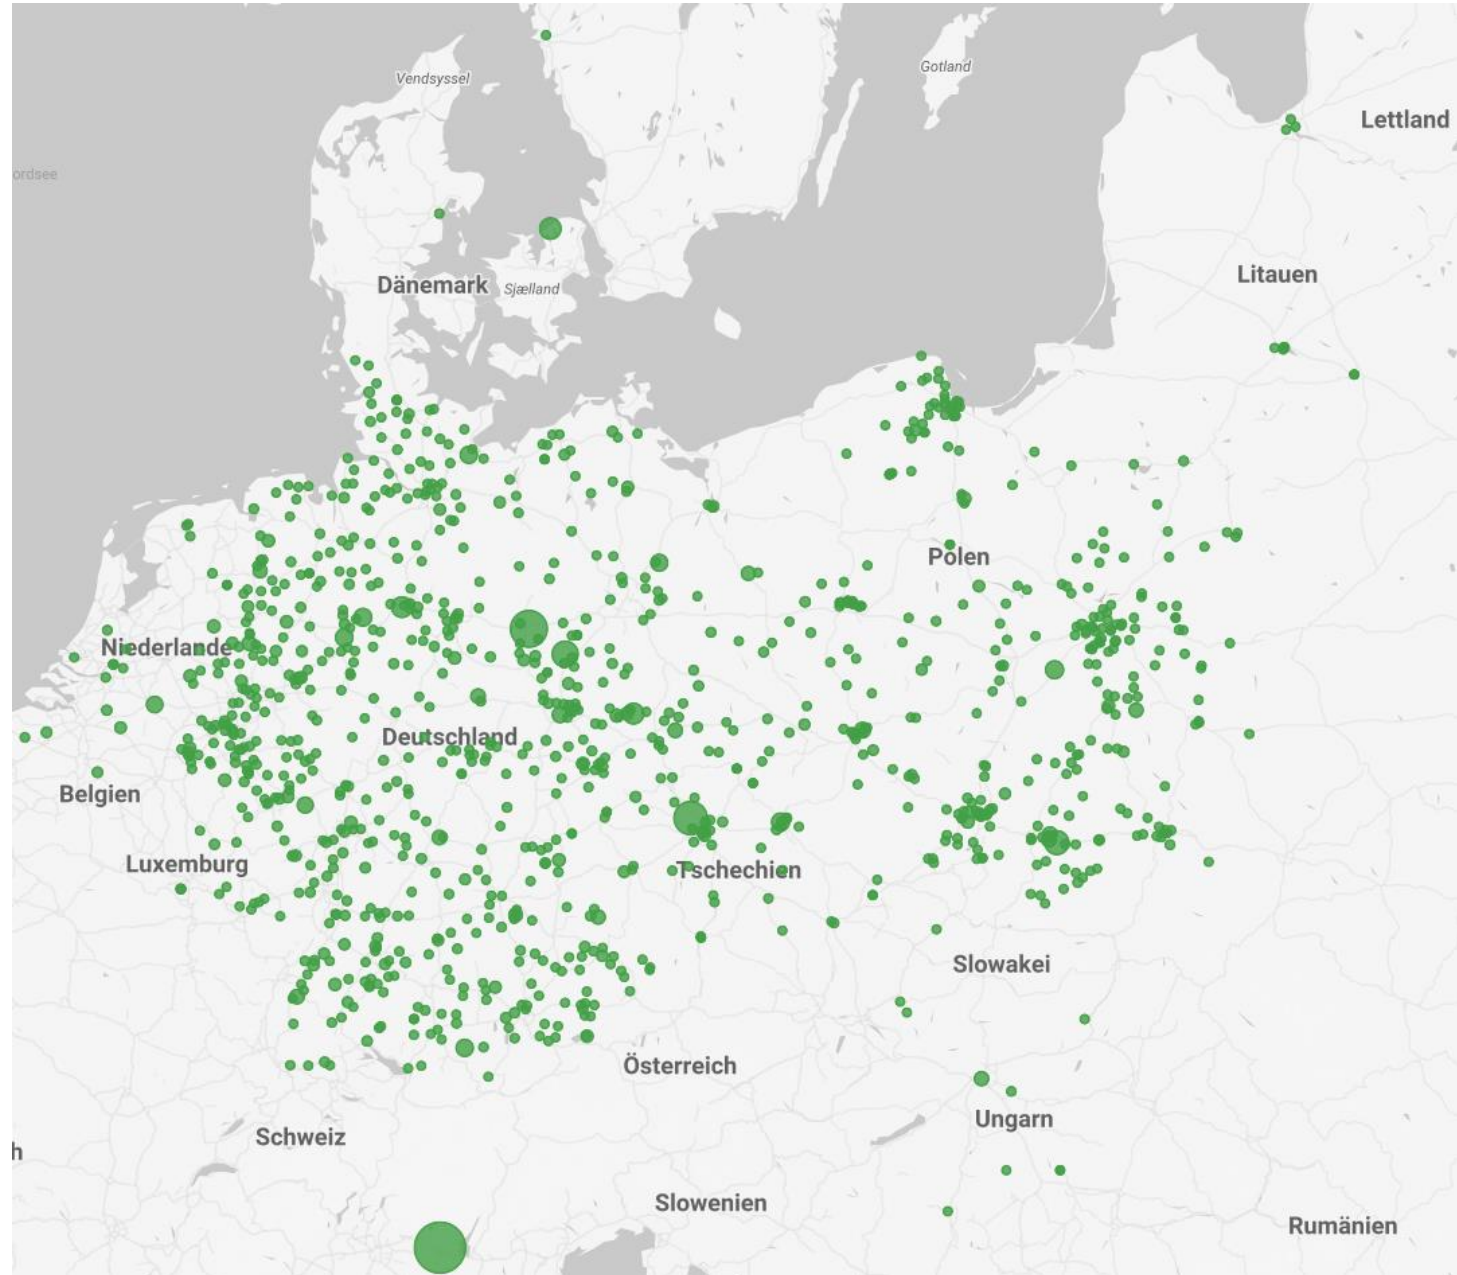 Vendsyssel
Gotland
Lettland
ordsee
Litauen
Dänemark
Sjælland
Polen
Niederlande
Deutschland
Belgien
Luxemburg
Tschechien
Slowakei
Österreich
Ungarn
Schweiz
h
Slowenien
Rumänien